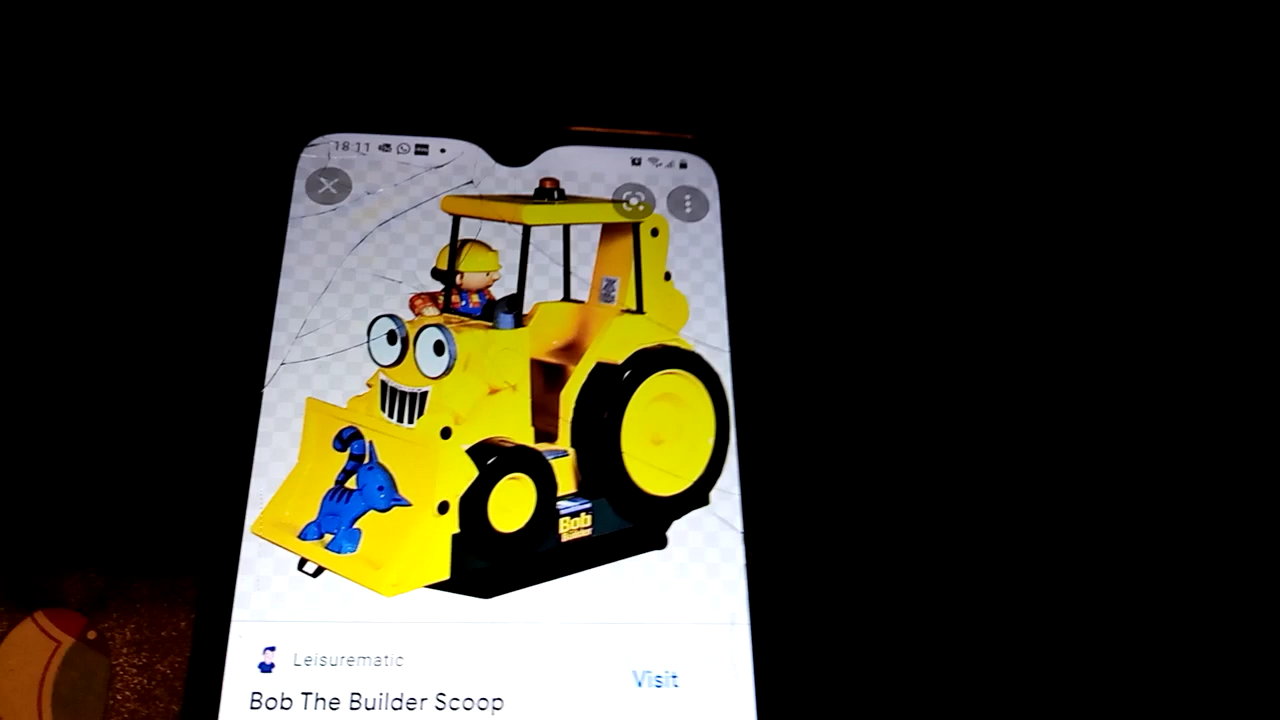 18:11
Bob
Builder
Leisurematic
Visit
Bob The Builder Scoop